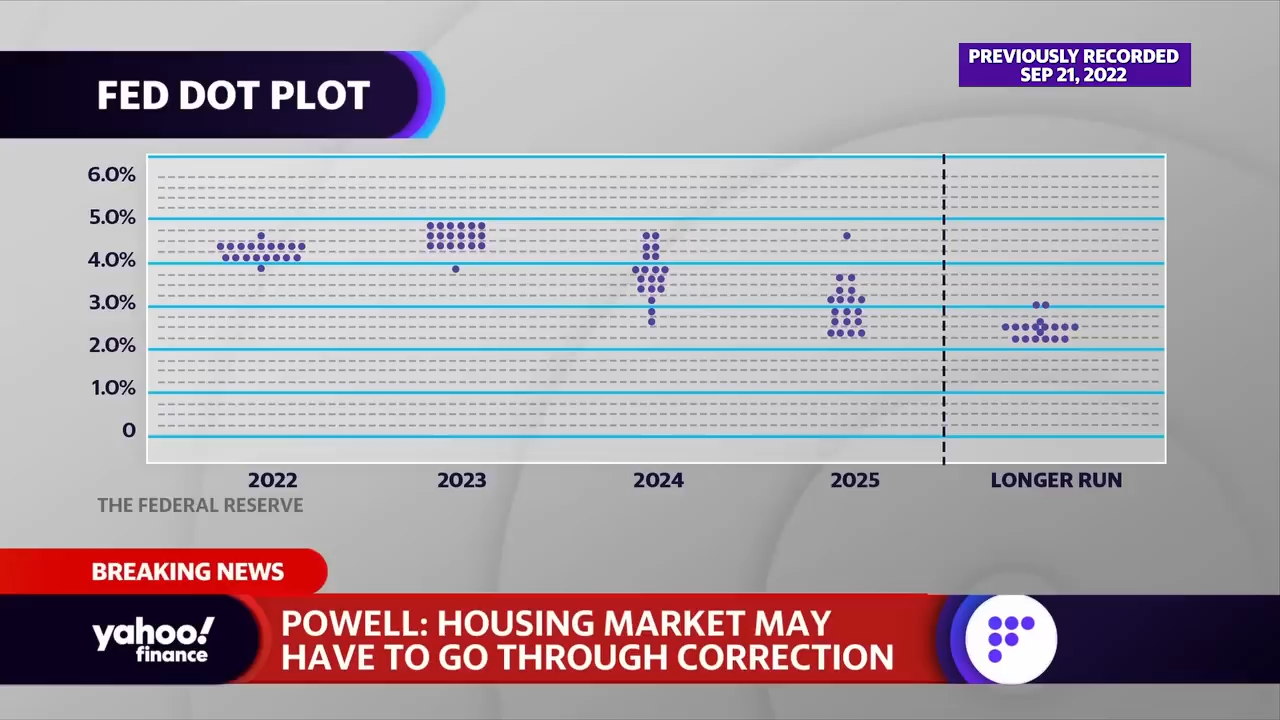 FED DOT PLOT
PREVIOUSLY RECORDED
SEP 21, 2022
6.0%
5.0%
4.0%
3.0%
2.0%
1.0%
0
2022
2023
2024
2025
LONGER RUN
THE FEDERAL RESERVE
BREAKING NEWS
yahoo!
finance
POWELL: HOUSING MARKET MAY
HAVE TO GO THROUGH CORRECTION